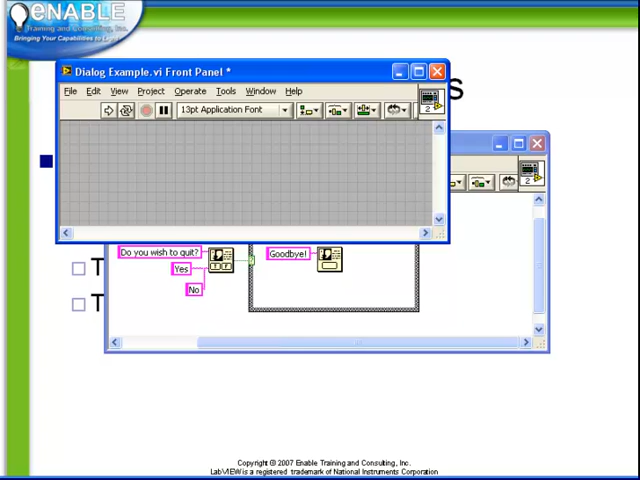 eNABLE
Training and Consulting, Inc.
Bringing Your Capabilities to Light
s
Dialog Example.vi Front Panel *
File Edit View Project Operate Tools Window Help
13pt Application Font
2
2
Do you wish to quit?
Yes
No
T F
Goodbye!
T
T
Copyright © 2007 Enable Training and Consulting, Inc.
LabVIEW is a registered trademark of National Instruments Corporation